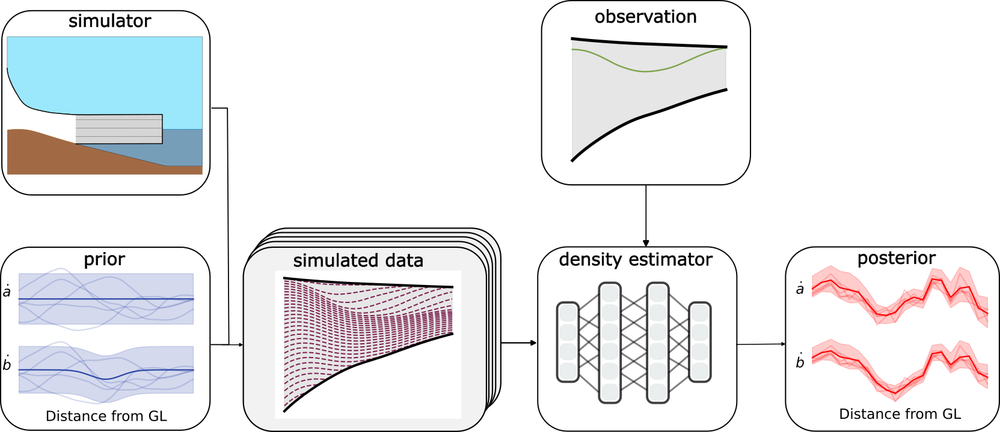 simulator
observation
prior
ȧ
ḃ
Distance from GL
simulated data
density estimator
posterior
ȧ
ḃ
Distance from GL